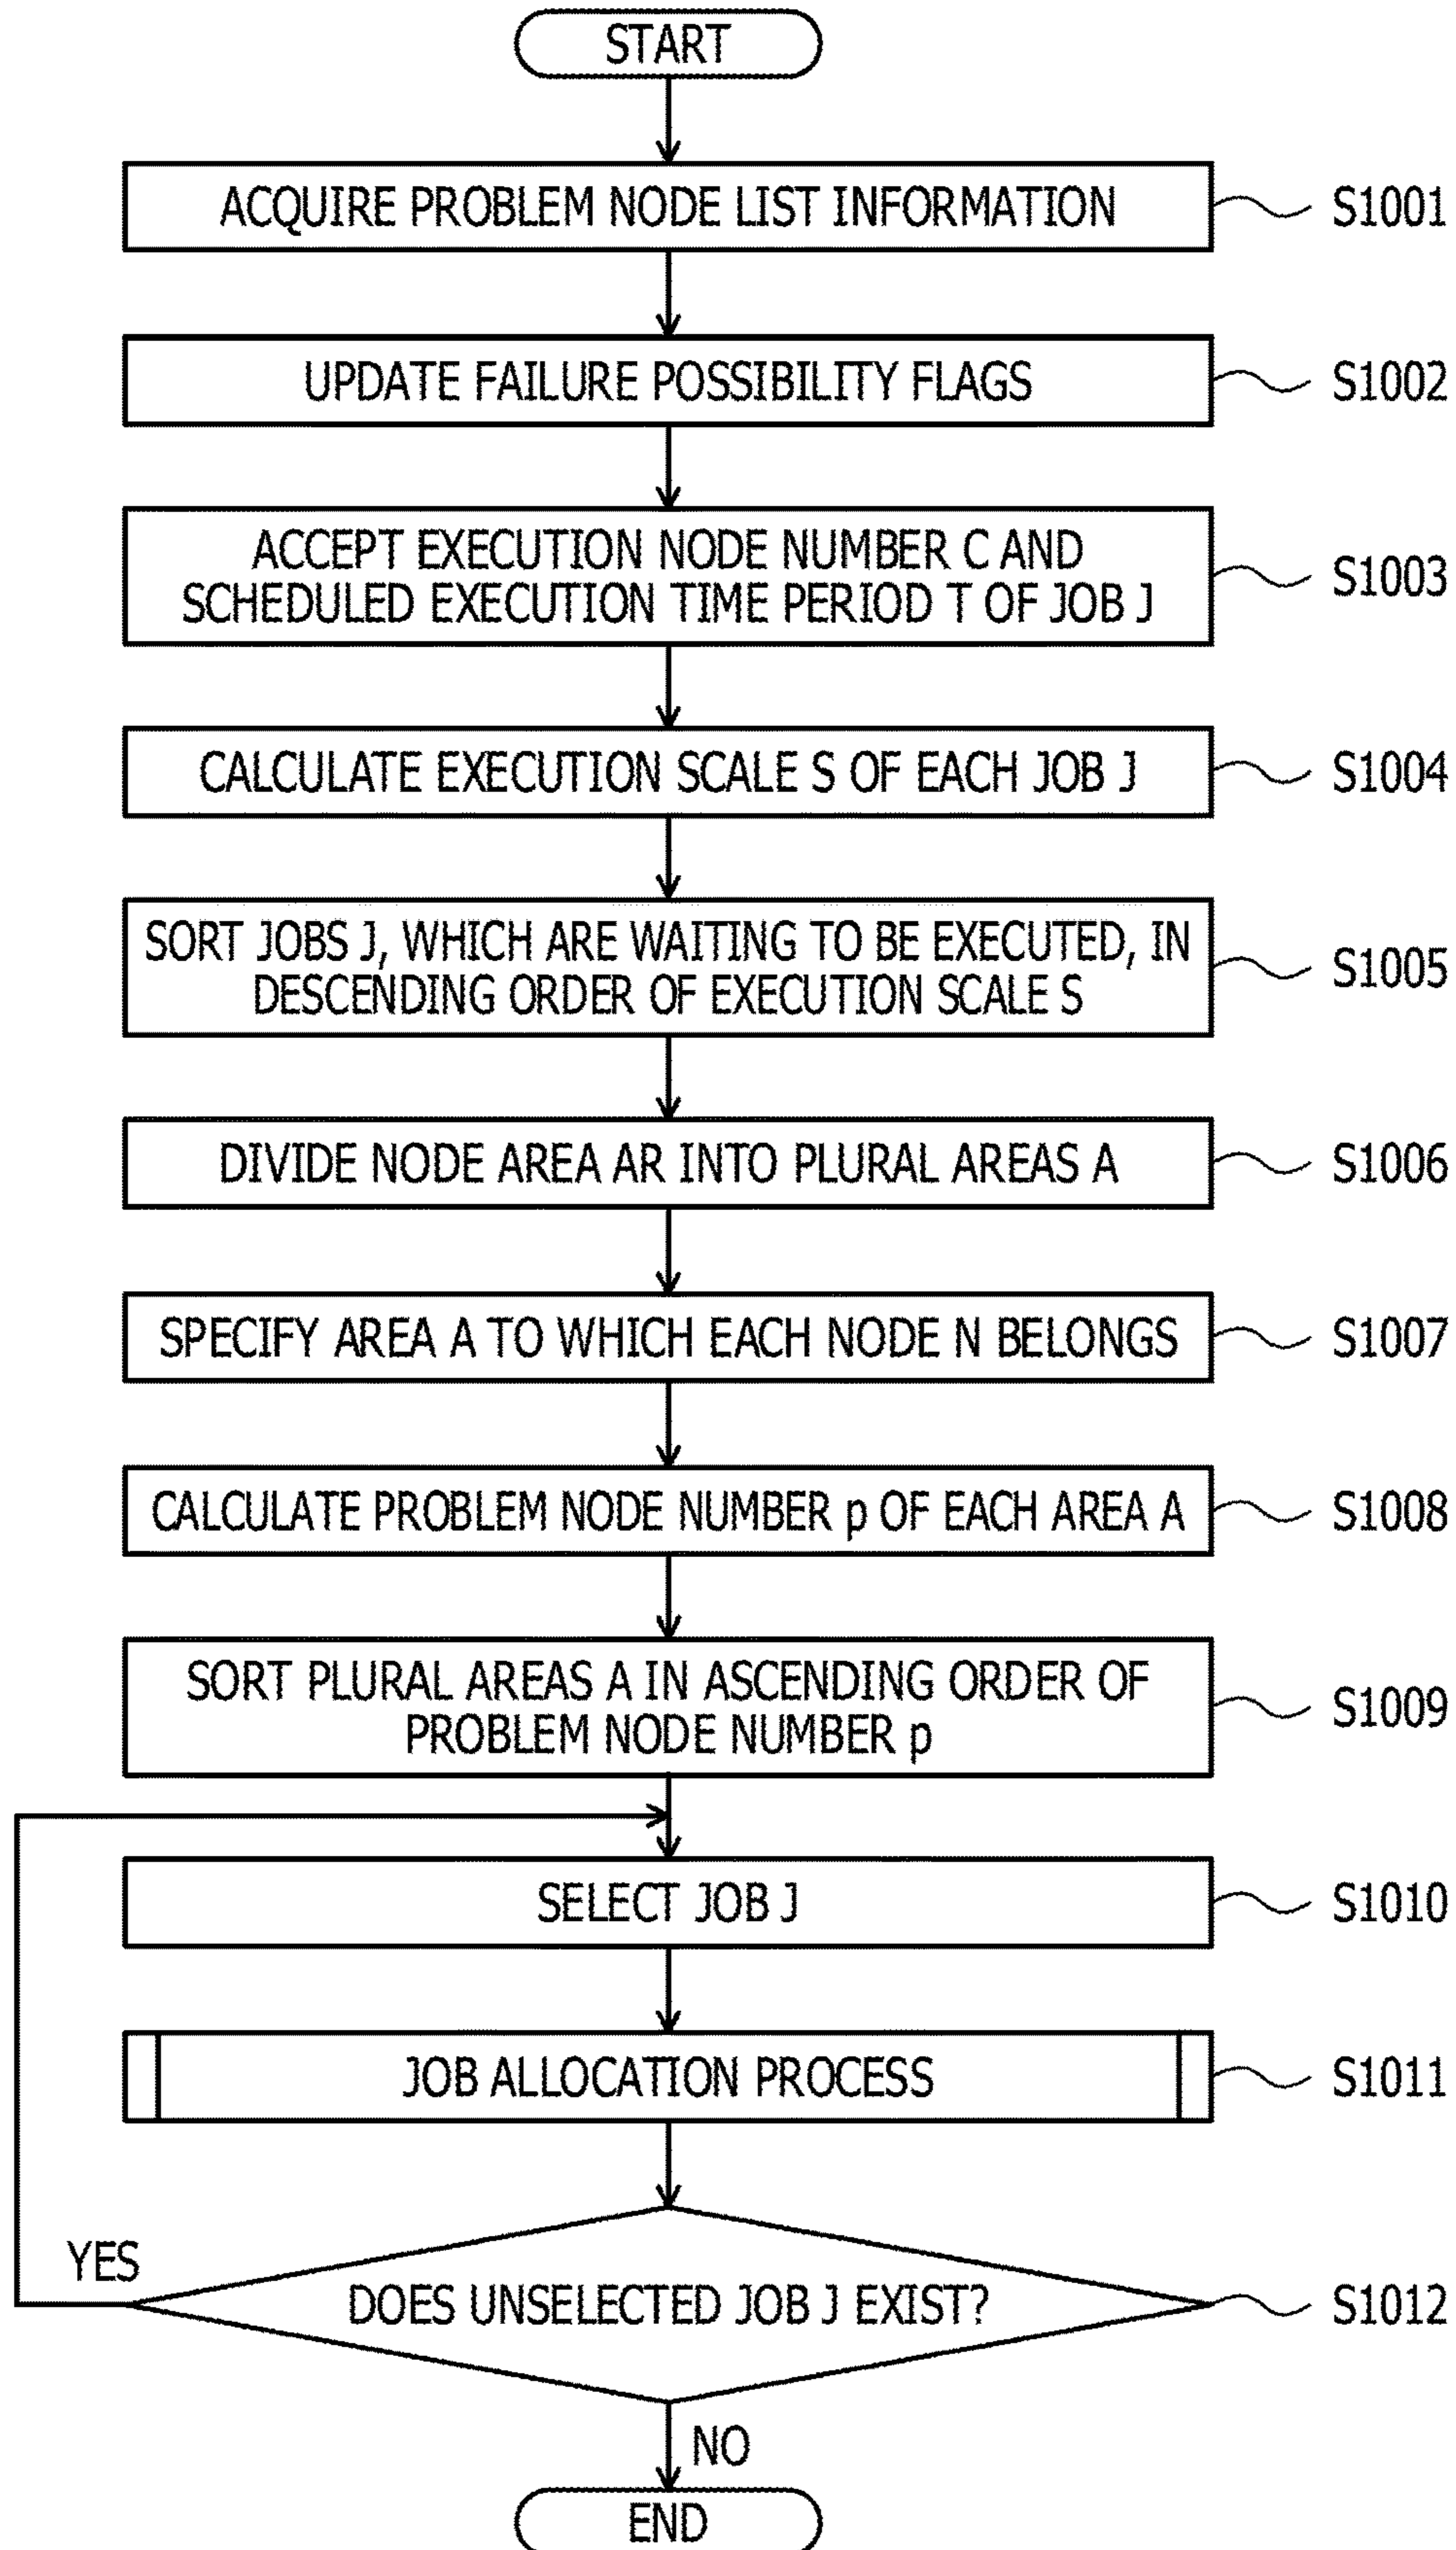 START
ACQUIRE PROBLEM NODE LIST INFORMATION
S1001
UPDATE FAILURE POSSIBILITY FLAGS
S1002
ACCEPT EXECUTION NODE NUMBER C AND
SCHEDULED EXECUTION TIME PERIOD T OF JOB J
S1003
CALCULATE EXECUTION SCALE S OF EACH JOB J
S1004
SORT JOBS J, WHICH ARE WAITING TO BE EXECUTED, IN
DESCENDING ORDER OF EXECUTION SCALE S
S1005
DIVIDE NODE AREA AR INTO PLURAL AREAS A
S1006
SPECIFY AREA A TO WHICH EACH NODE N BELONGS
S1007
CALCULATE PROBLEM NODE NUMBER p OF EACH AREA A
S1008
SORT PLURAL AREAS A IN ASCENDING ORDER OF
PROBLEM NODE NUMBER p
S1009
SELECT JOB J
S1010
JOB ALLOCATION PROCESS
S1011
YES
DOES UNSELECTED JOB J EXIST?
S1012
NO
END